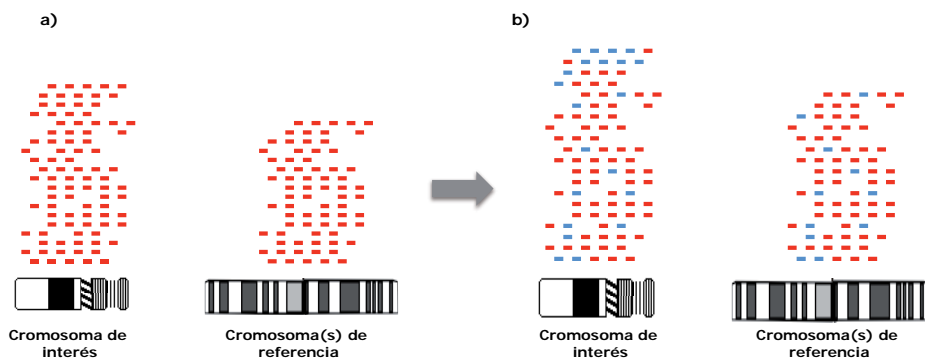 a)
b)
Cromosoma de
interés
Cromosoma(s) de
referencia
Cromosoma de
interés
Cromosoma(s) de
referencia